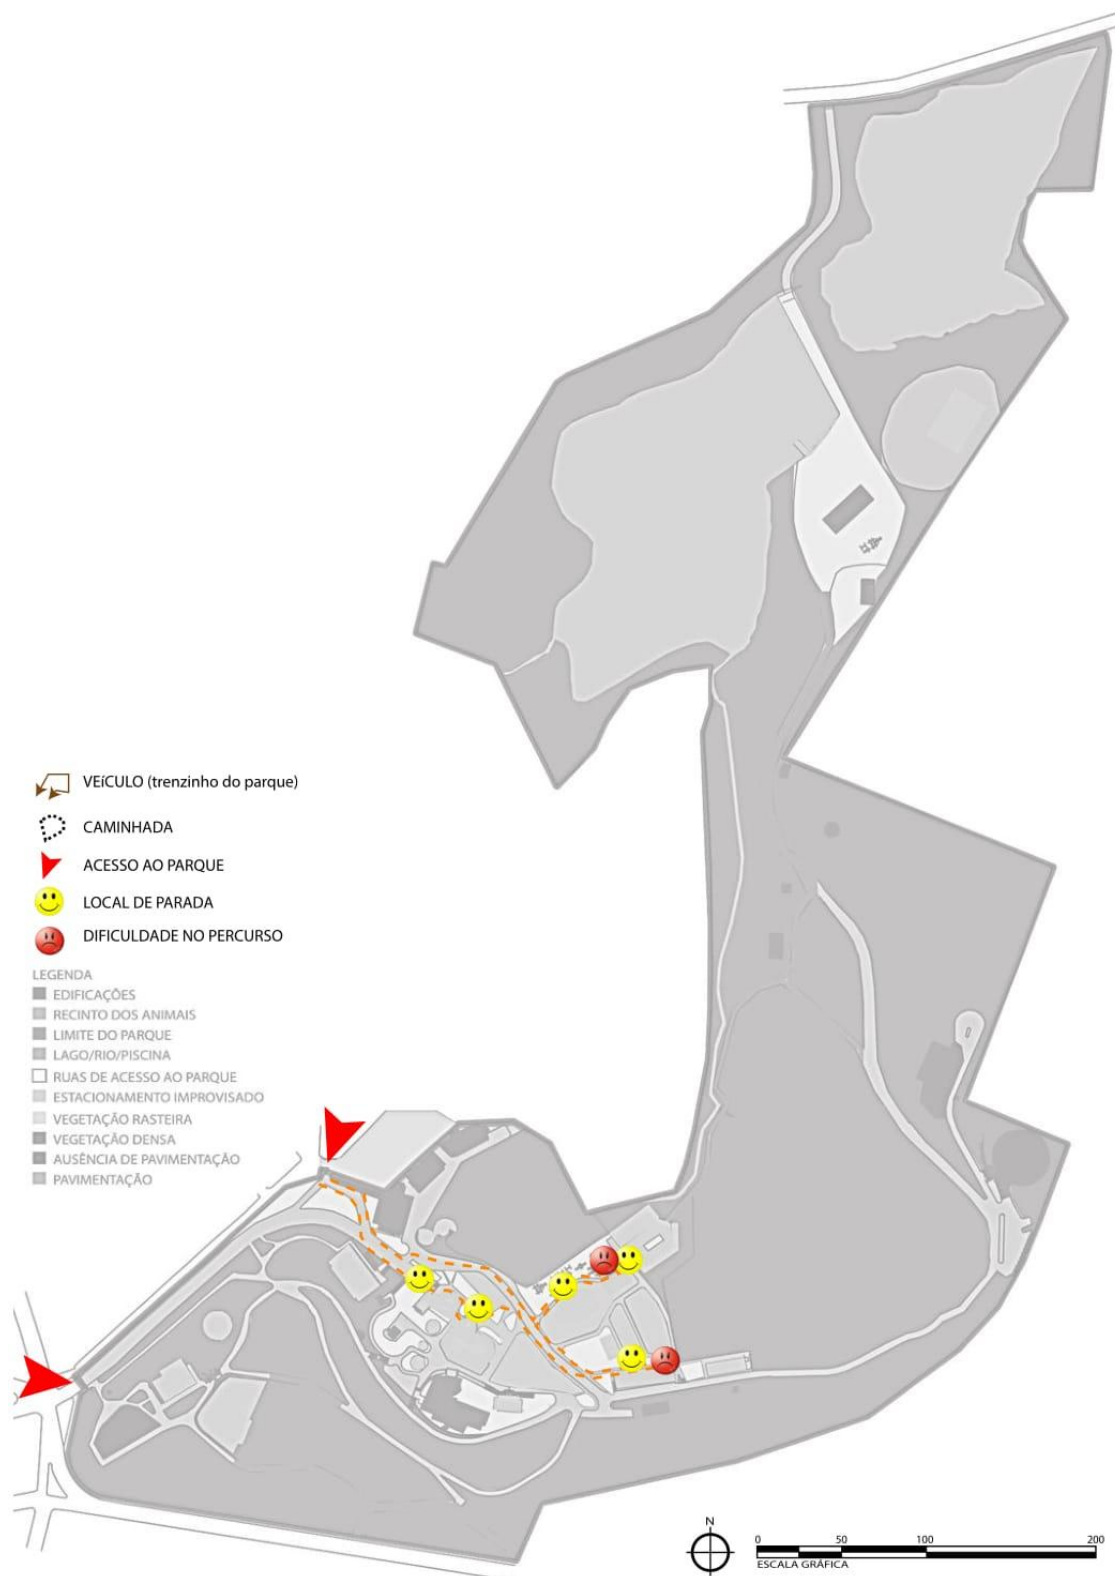 VEíCULO (trenzinho do parque)
CAMINHADA
ACESSO AO PARQUE
LOCAL DE PARADA
DIFICULDADE NO PERCURSO
LEGENDA
EDIFICAÇÕES
RECINTO DOS ANIMAIS
LIMITE DO PARQUE
LAGO/RIO/PISCINA
RUAS DE ACESSO AO PARQUE
ESTACIONAMENTO IMPROVISADO
VEGETAÇÃO RASTEIRA
VEGETAÇÃO DENSA
AUSÊNCIA DE PAVIMENTAÇÃO
PAVIMENTAÇÃO
N
0 50 100 200
ESCALA GRÁFICA